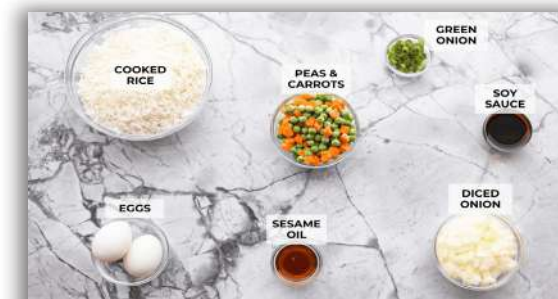 GREEN
ONION
COOKED
RICE
PEAS &
CARROTS
SOY
SAUCE
EGGS
SESAME
OIL
DICED
ONION